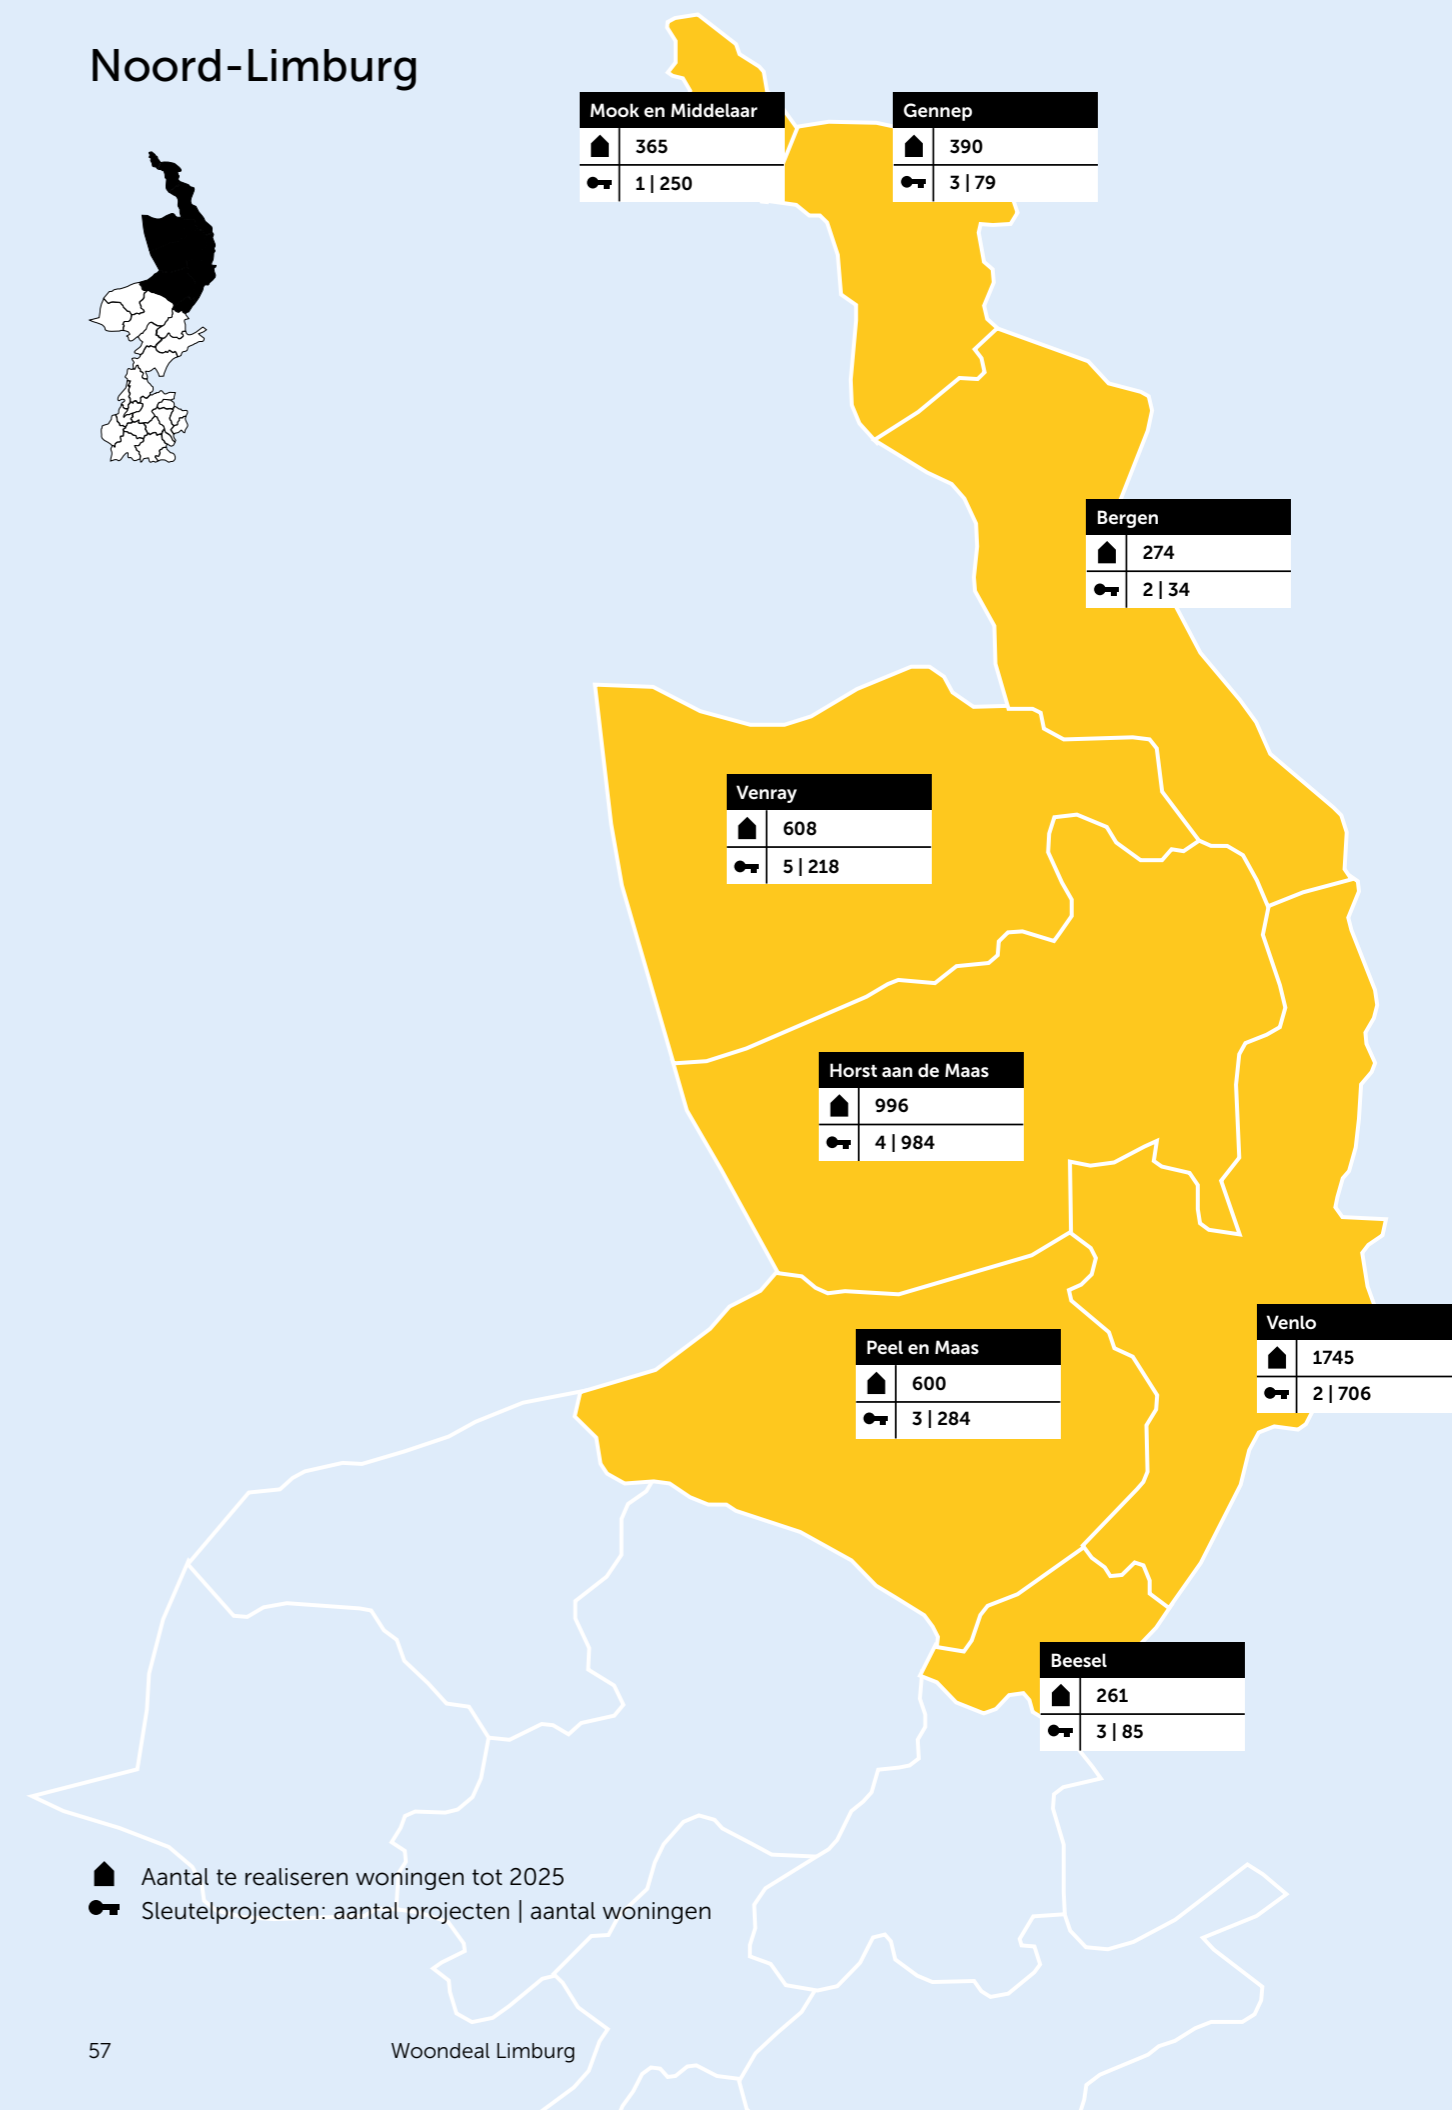 Noord-Limburg
Mook en Middelaar
365
1 | 250
Gennep
390
3 | 79
Bergen
274
2 | 34
Venray
608
5 | 218
Horst aan de Maas
996
4 | 984
Venlo
1745
2 | 706
Peel en Maas
600
3 | 284
Beesel
261
3 | 85
Aantal te realiseren woningen tot 2025
Sleutelprojecten: aantal projecten | aantal woningen
57
Woondeal Limburg